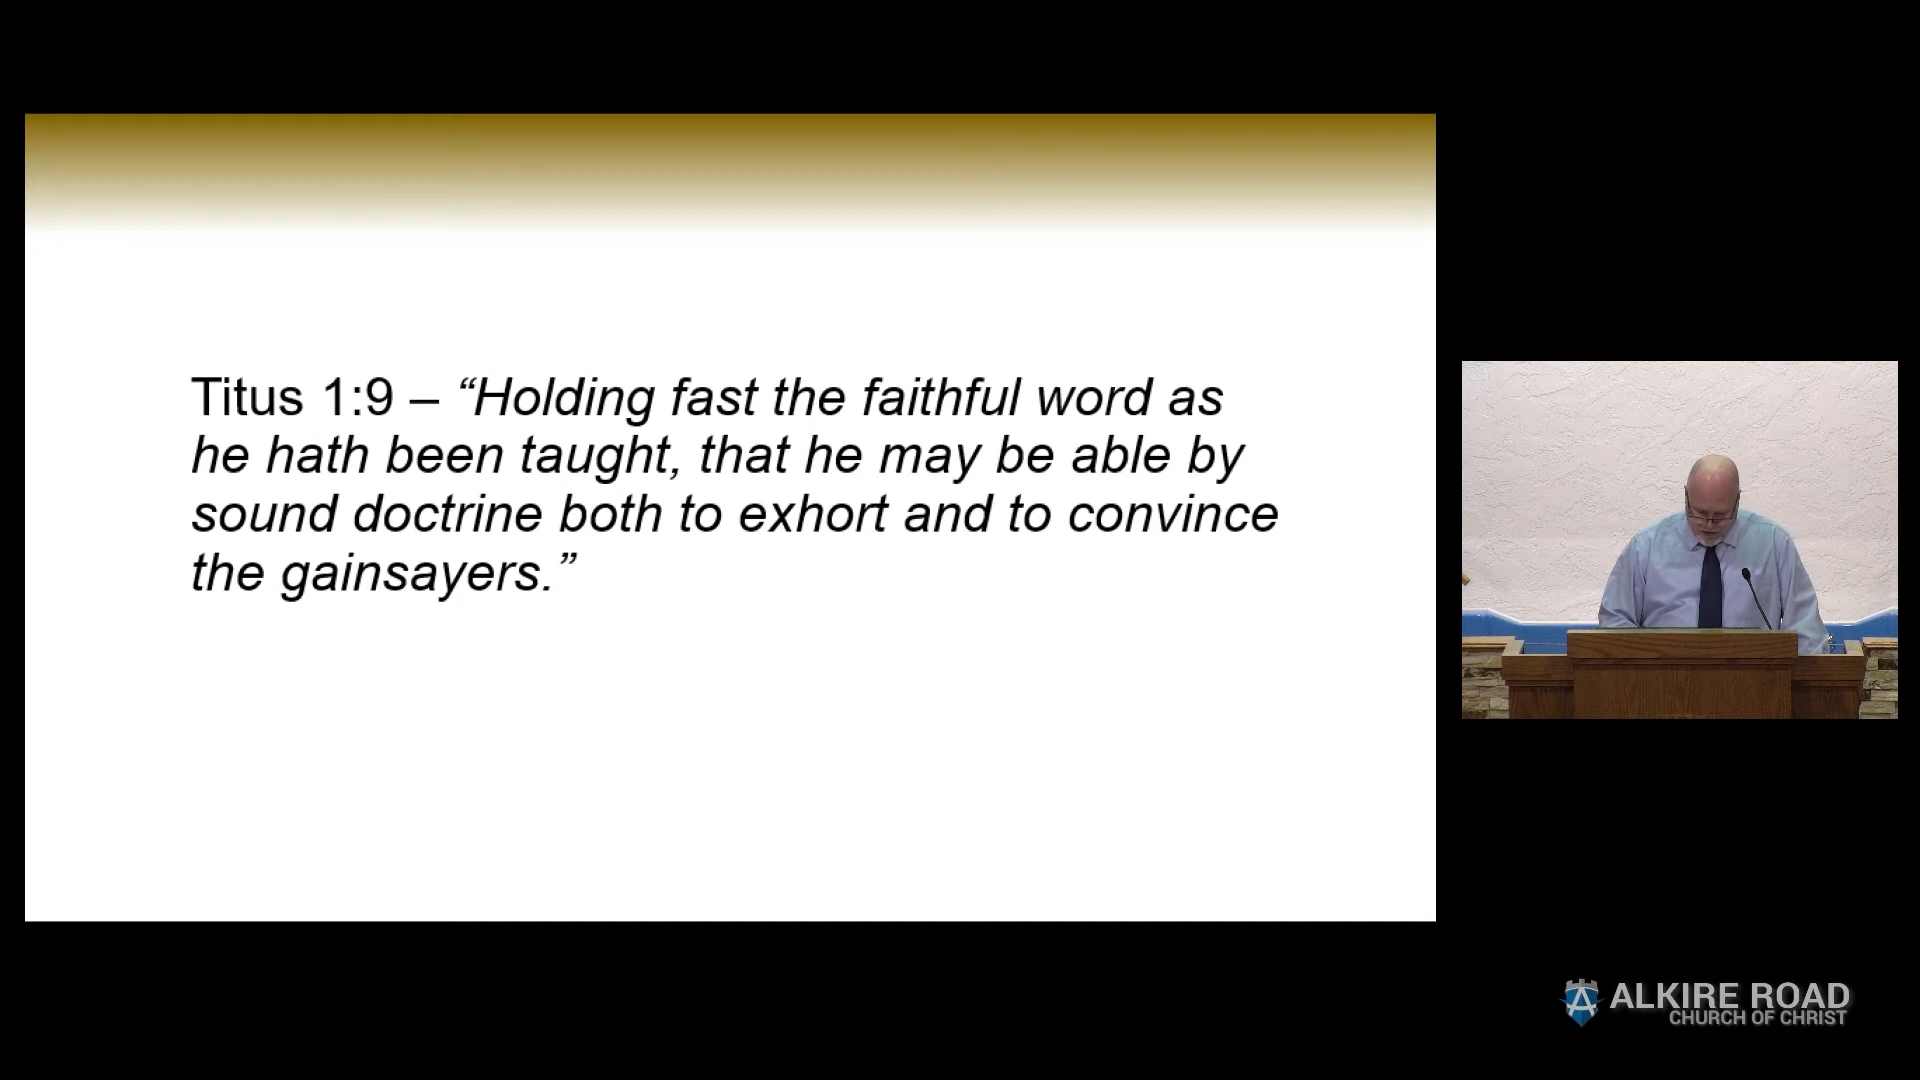 Titus 1:9 – “Holding fast the faithful word as
he hath been taught, that he may be able by
sound doctrine both to exhort and to convince
the gainsayers.”
ALKIRE ROAD
CHURCH OF CHRIST